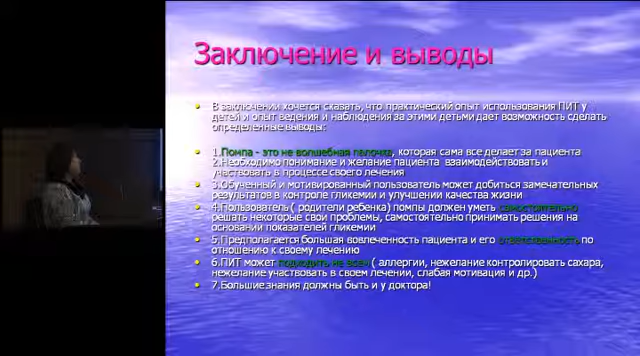 Заключение и выводы
В заключении хочется сказать, что практический опыт использования ПИТ у
детей и опыт ведения и наблюдения за этими детьми дает возможность сделать
определенные выводы:
1.Помпа - это не волшебная палочка, которая сама все делает за пациента
2.Необходимо понимание и желание пациента взаимодействовать и
участвовать в процессе своего лечения
3.Обученный и мотивированный пользователь может добиться замечательных
результатов в контроле гликемии и улучшении качества жизни
4.Пользователь ( родители ребенка) помпы должен уметь самостоятельно
решать некоторые свои проблемы, самостоятельно принимать решения на
основании показателей гликемии
5.Предполагается большая вовлеченность пациента и его ответственность по
отношению к своему лечению
6.ПИТ может подходить не всем ( аллергии, нежелание контролировать сахара,
нежелание участвовать в своем лечении, слабая мотивация и др.)
7.Большие знания должны быть и у доктора!